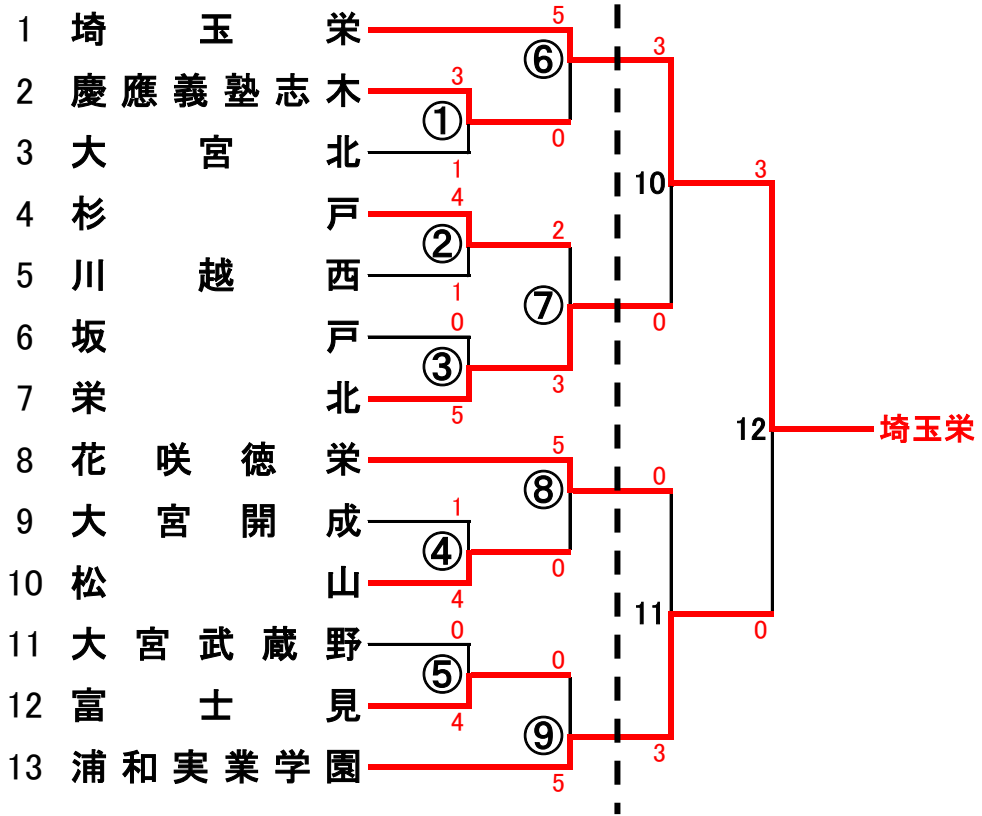 1 埼玉栄
5
⑥
3
2 慶應義塾志木
3
①
0
3 大宮北
1
10
3
4 杉戸
4
②
2
5 川越西
1
⑦
0
6 坂戸
0
③
3
7 栄北
5
12
埼玉栄
8 花咲徳栄
5
⑧
0
9 大宮開成
1
④
0
10 松山
4
11
0
11 大宮武蔵野
0
⑤
0
12 富士見
4
⑨
3
13 浦和実業学園
5